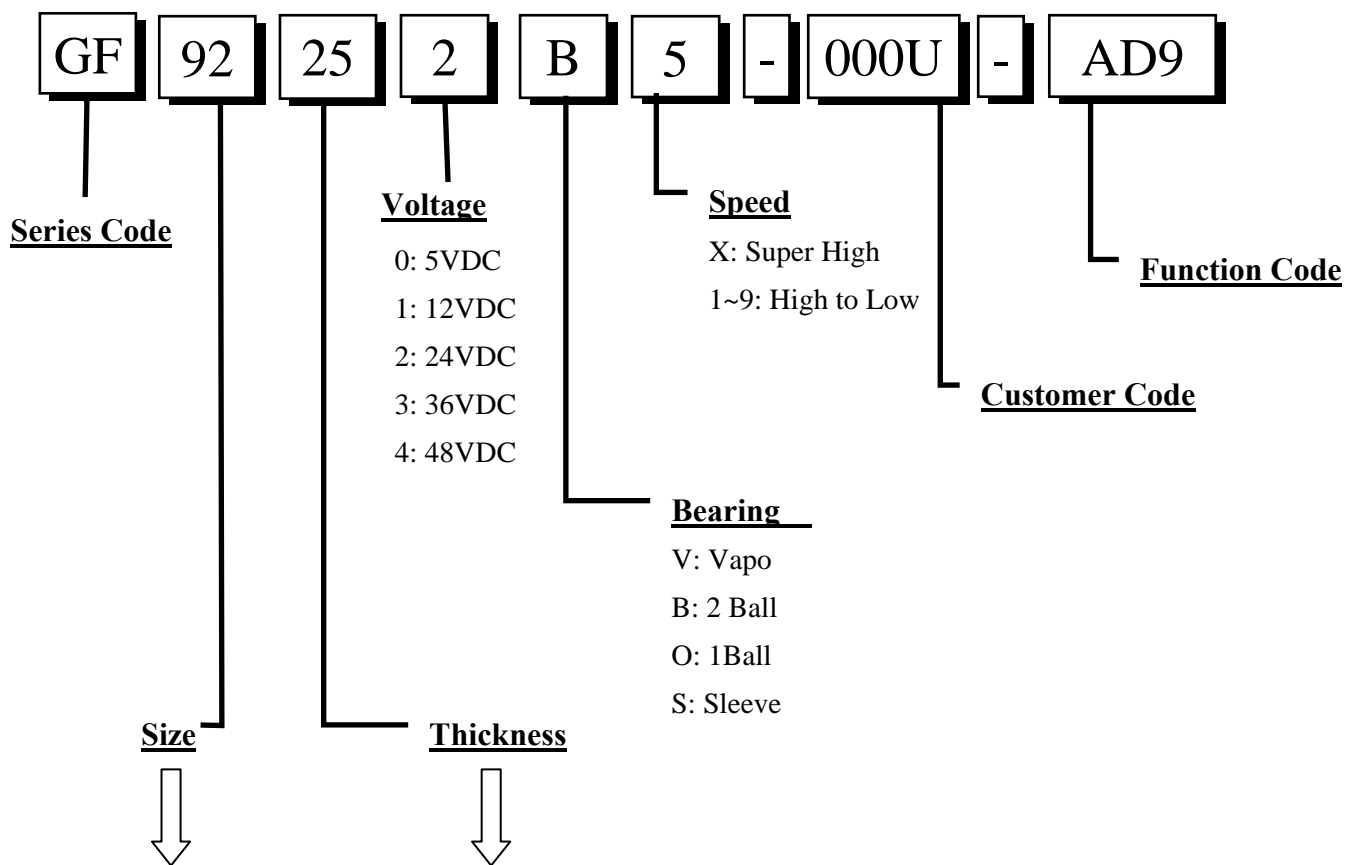 GF 92 25 2 B 5 - 000U - AD9
Series Code
Voltage
0: 5VDC
1: 12VDC
2: 24VDC
3: 36VDC
4: 48VDC
Speed
X: Super High
1~9: High to Low
Function Code
Customer Code
Bearing
V: Vapo
B: 2 Ball
O: 1Ball
S: Sleeve
Size
Thickness